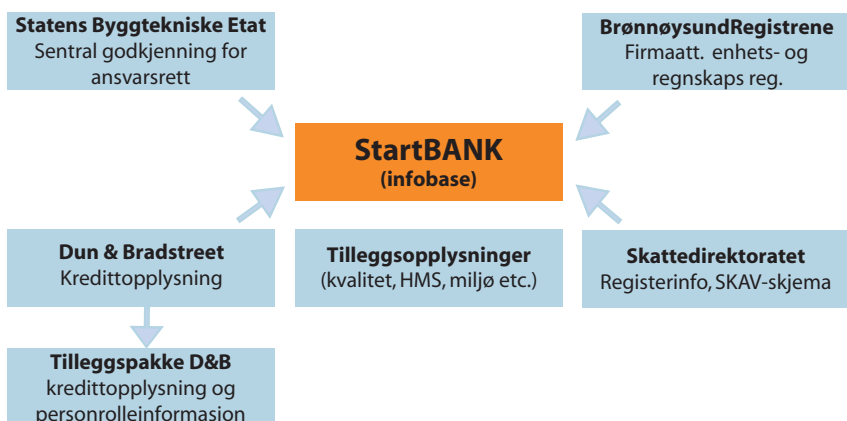 Statens Byggtekniske Etat
Sentral godkjenning for
ansvarsrett
BrønnøysundRegistrene
Firmaatt. enhets- og
regnskaps reg.
StartBANK
(infobase)
Dun & Bradstreet
Kredittopplysning
Tilleggsopplysninger
(kvalitet, HMS, miljø etc.)
Skattedirektoratet
Registerinfo, SKAV-skjema
Tilleggspakke D&B
kredittopplysning og
personrolleinformasjon